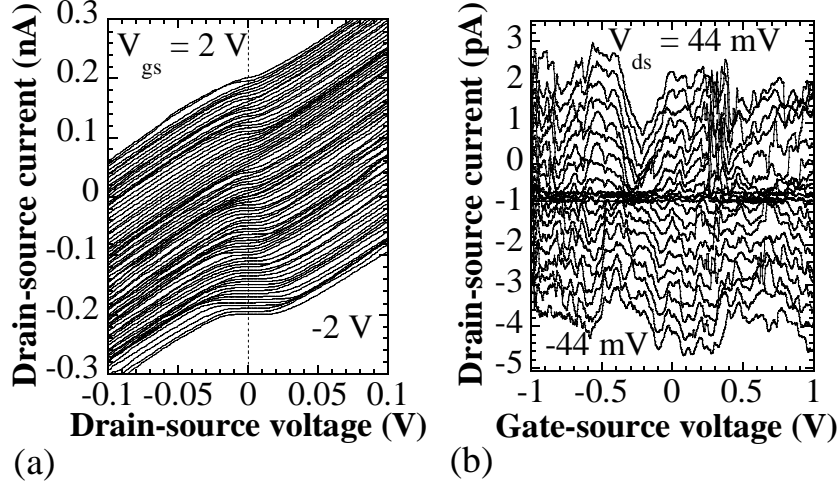 Drain-source current (nA)
0.3
0.2
0.1
0
-0.1
-0.2
-0.3
V_gs = 2 V
-2 V
-0.1 -0.05 0 0.05 0.1
Drain-source voltage (V)
(a)
Drain-source current (pA)
3
2
1
0
-1
-2
-3
-4
-5
V_ds = 44 mV
-44 mV
-1 -0.5 0 0.5 1
Gate-source voltage (V)
(b)